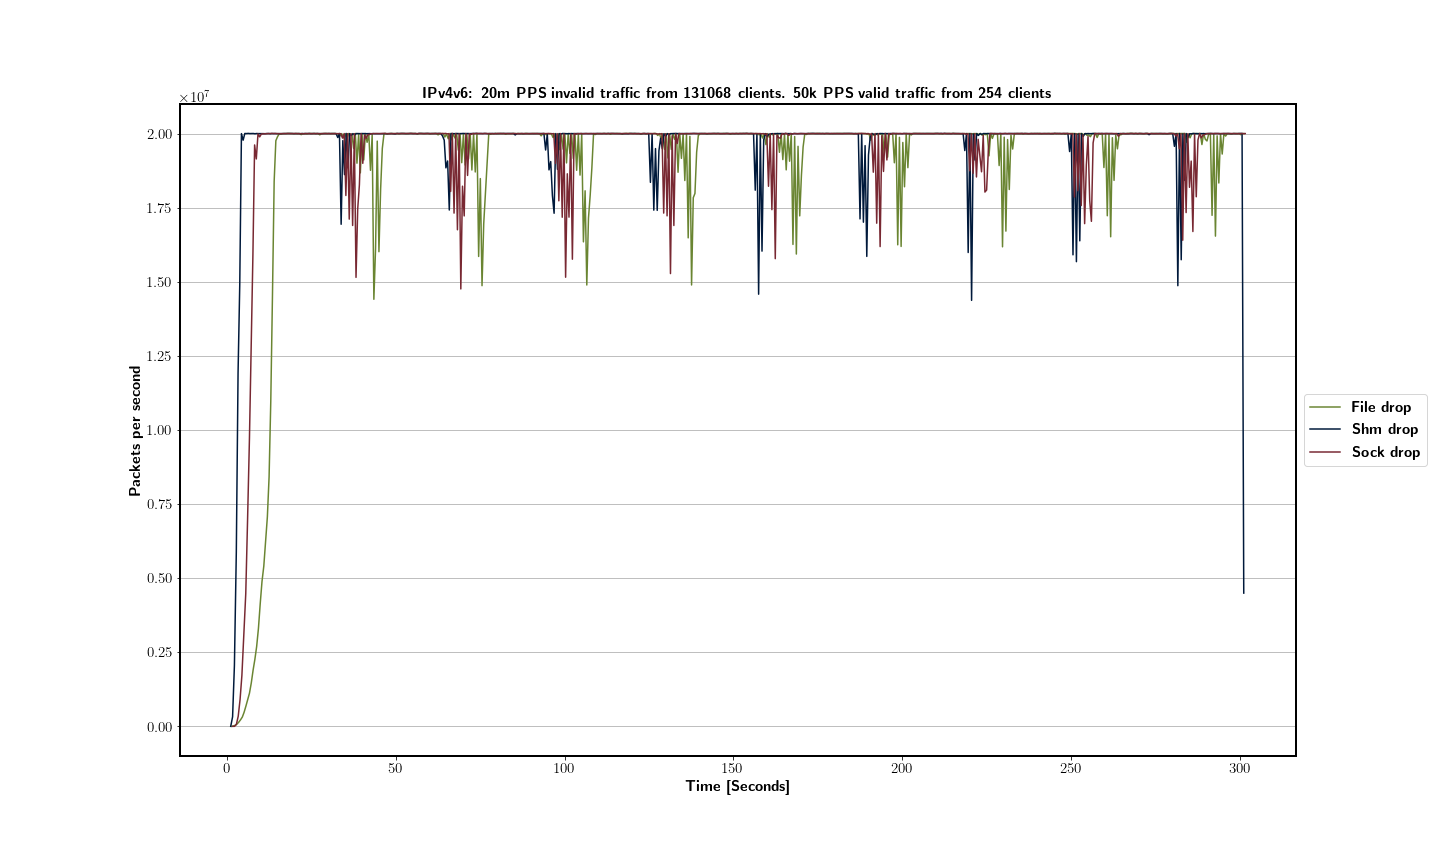 IPv4v6: 20m PPS invalid traffic from 131068 clients. 50k PPS valid traffic from 254 clients
×10⁷
2.00
1.75
1.50
1.25
1.00
0.75
0.50
0.25
0.00
Packets per second
0 50 100 150 200 250 300
Time [Seconds]
File drop
Shm drop
Sock drop